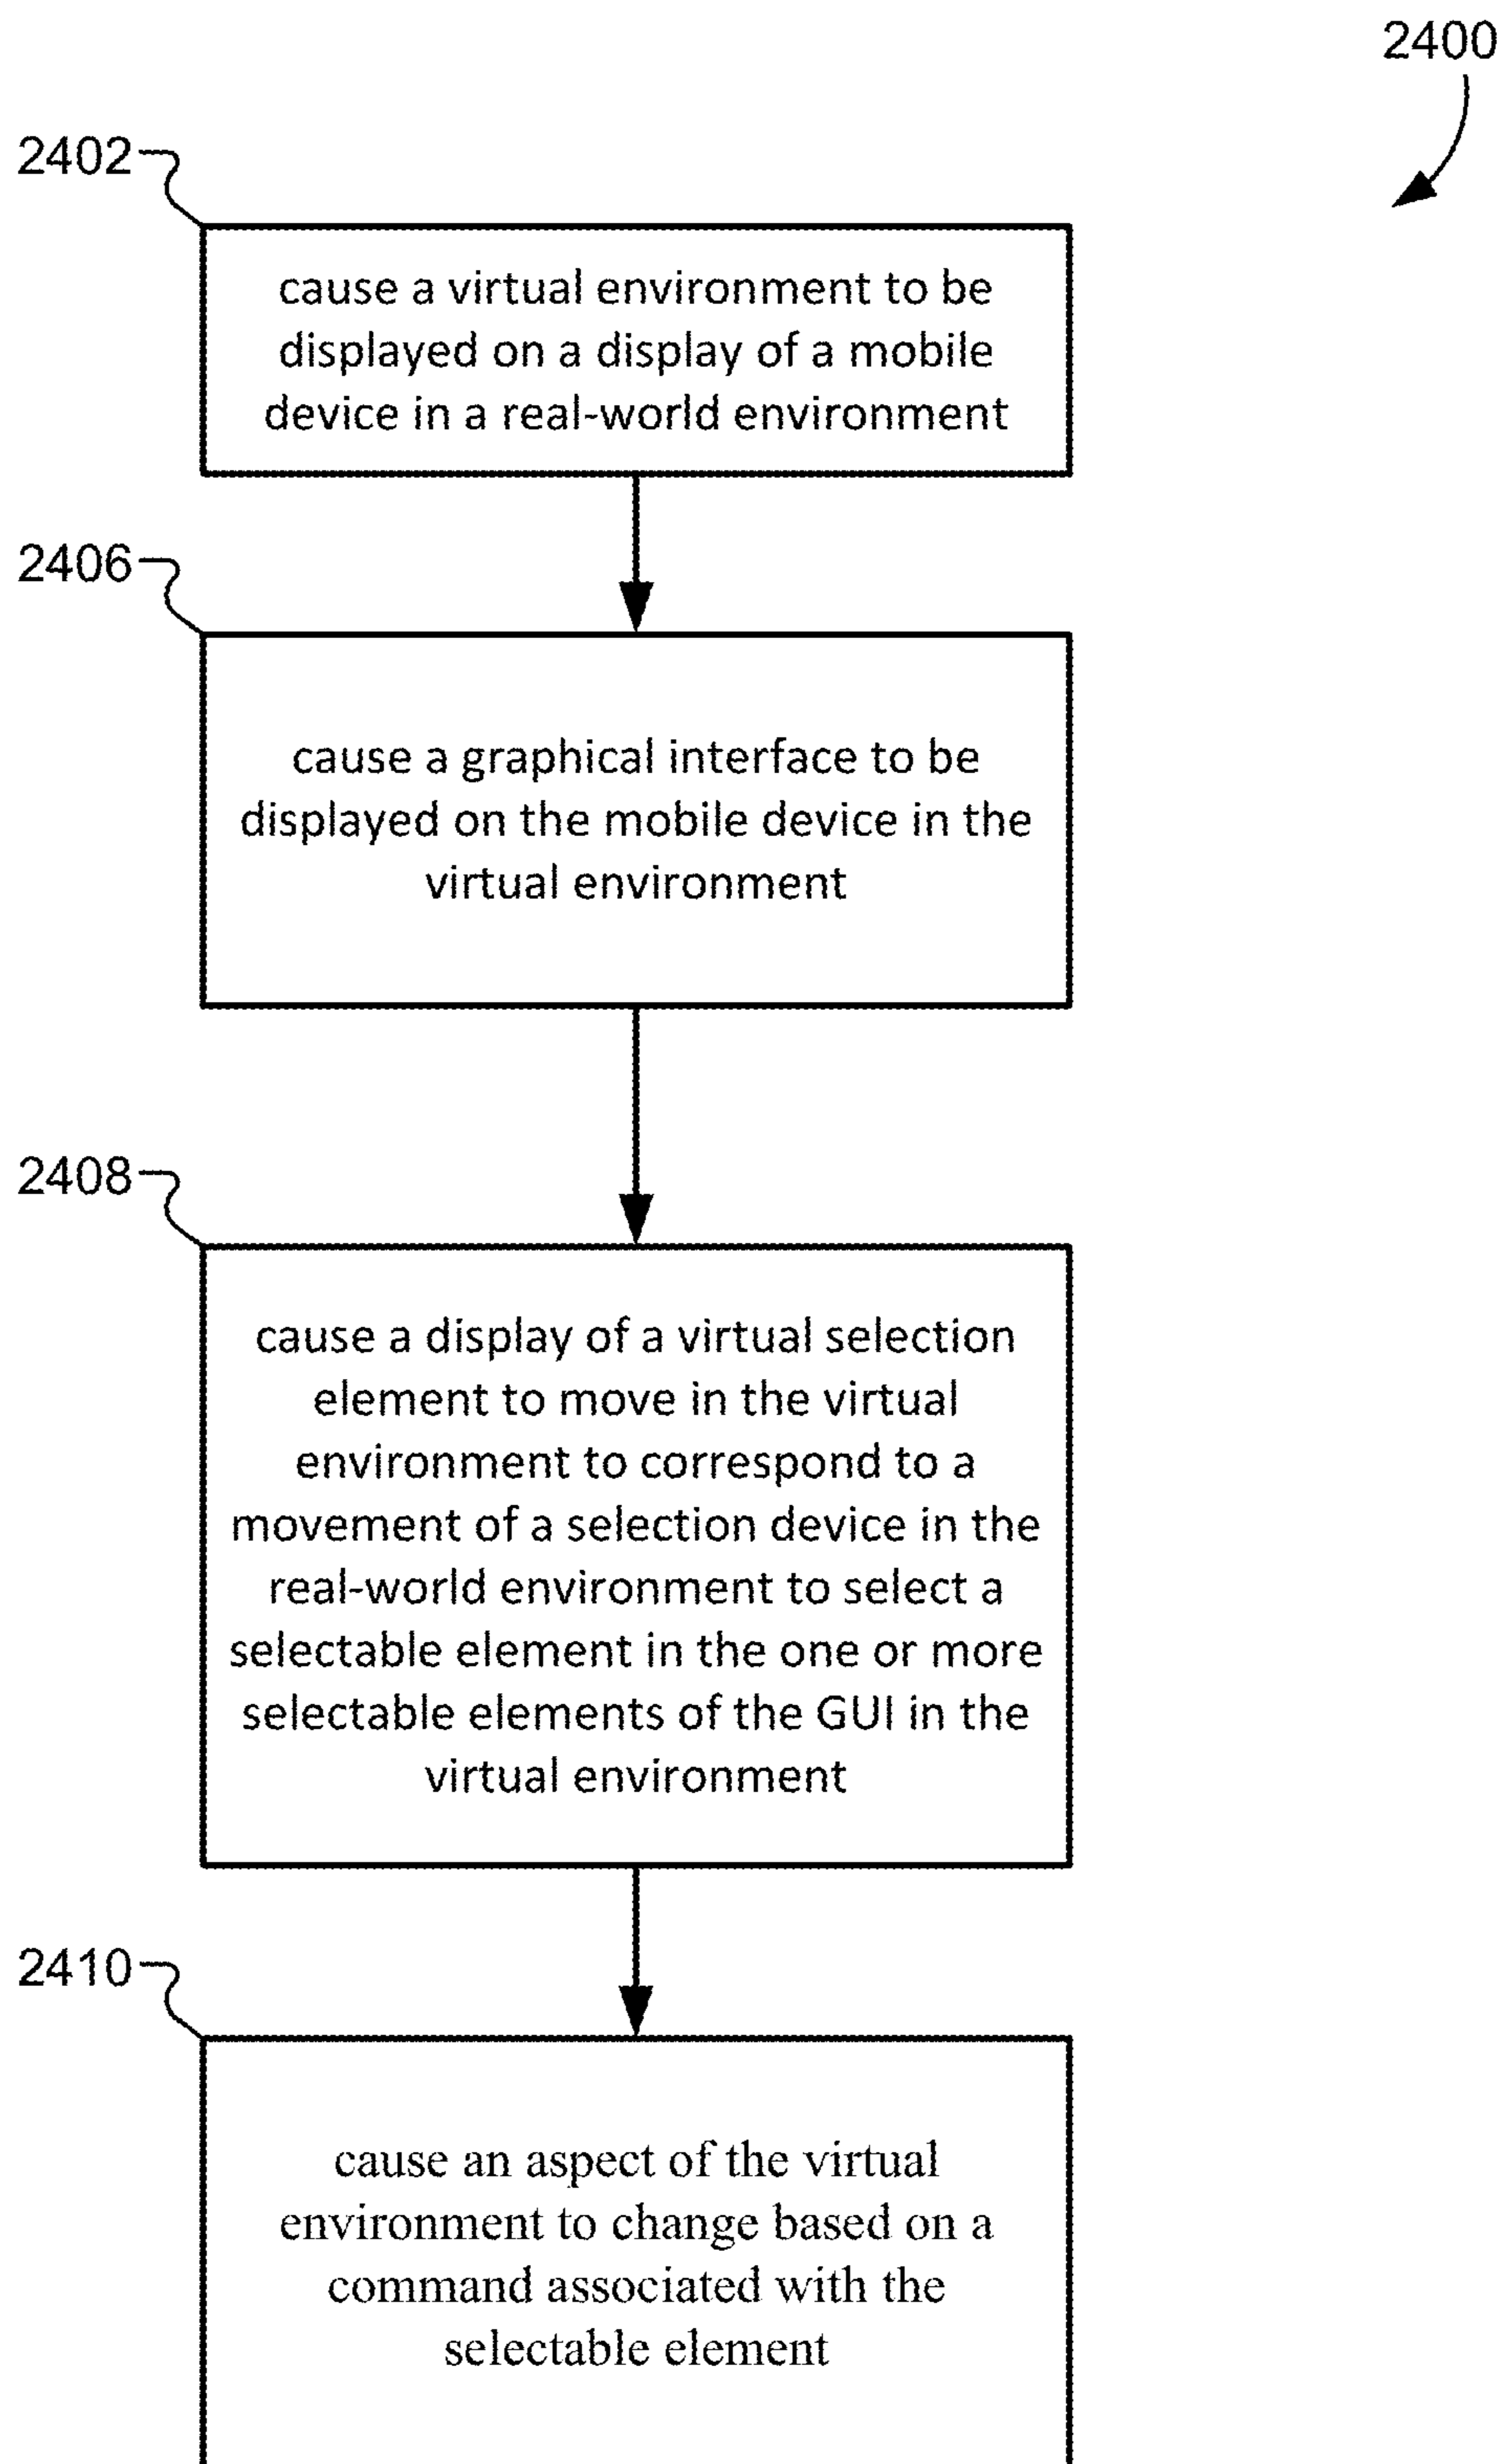 2400
2402
cause a virtual environment to be
displayed on a display of a mobile
device in a real-world environment
2406
cause a graphical interface to be
displayed on the mobile device in the
virtual environment
2408
cause a display of a virtual selection
element to move in the virtual
environment to correspond to a
movement of a selection device in the
real-world environment to select a
selectable element in the one or more
selectable elements of the GUI in the
virtual environment
2410
cause an aspect of the virtual
environment to change based on a
command associated with the
selectable element